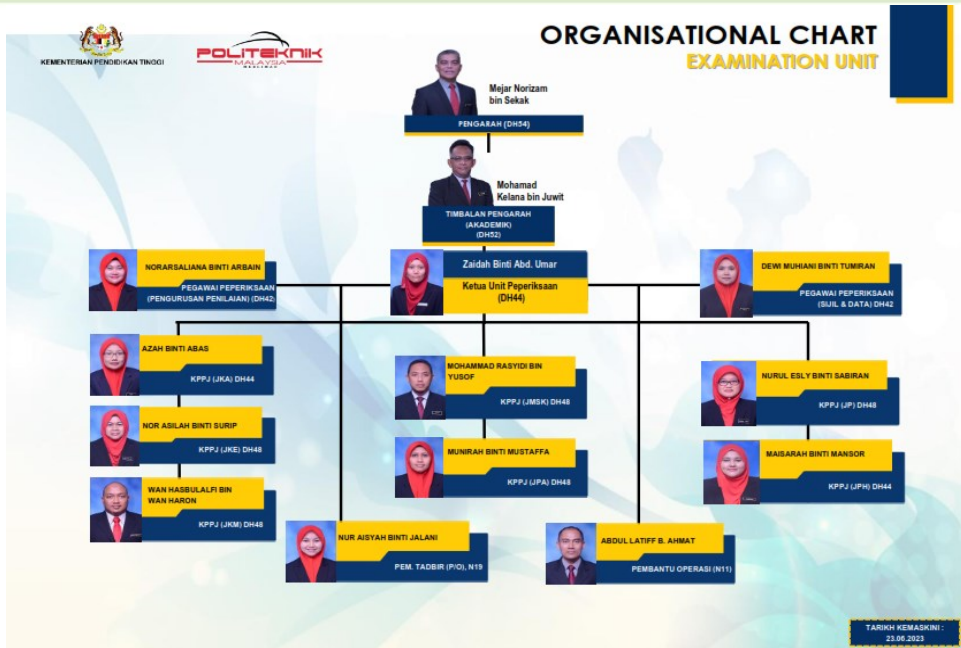 ORGANISATIONAL CHART
EXAMINATION UNIT
KEMENTERIAN PENDIDIKAN TINGGI
POLITEKNIK
MALAYSIA
Mejar Norizam
bin Sekak
PENGARAH (DH54)
Mohamad
Kelana bin Juwit
TIMBALAN PENGARAH
(AKADEMIK)
(DH52)
NORARSALIANA BINTI ARBAIN
PEGAWAI PEPERIKSAAN
(PENGURUSAN PENILAIAN) (DH42)
Zaidah Binti Abd. Umar
Ketua Unit Peperiksaan
(DH44)
DEWI MUHIANI BINTI TUMIRAN
PEGAWAI PEPERIKSAAN
(SIJIL & DATA) DH42
AZAH BINTI ABAS
KPPJ (JKA) DH44
MOHAMMAD RASYIDI BIN
YUSOF
KPPJ (JMSK) DH48
NURUL ESLY BINTI SABIRAN
KPPJ (JP) DH48
NOR ASILAH BINTI SURIP
KPPJ (JKE) DH48
MUNIRAH BINTI MUSTAFFA
KPPJ (JPA) DH48
MAISARAH BINTI MANSOR
KPPJ (JPH) DH44
WAN HASBULALFI BIN
WAN HARON
KPPJ (JKM) DH48
NUR AISYAH BINTI JALANI
PEM. TADBIR (P/O), N19
ABDUL LATIFF B. AHMAT
PEMBANTU OPERASI (N11)
TARIKH KEMASKINI :
23.06.2023